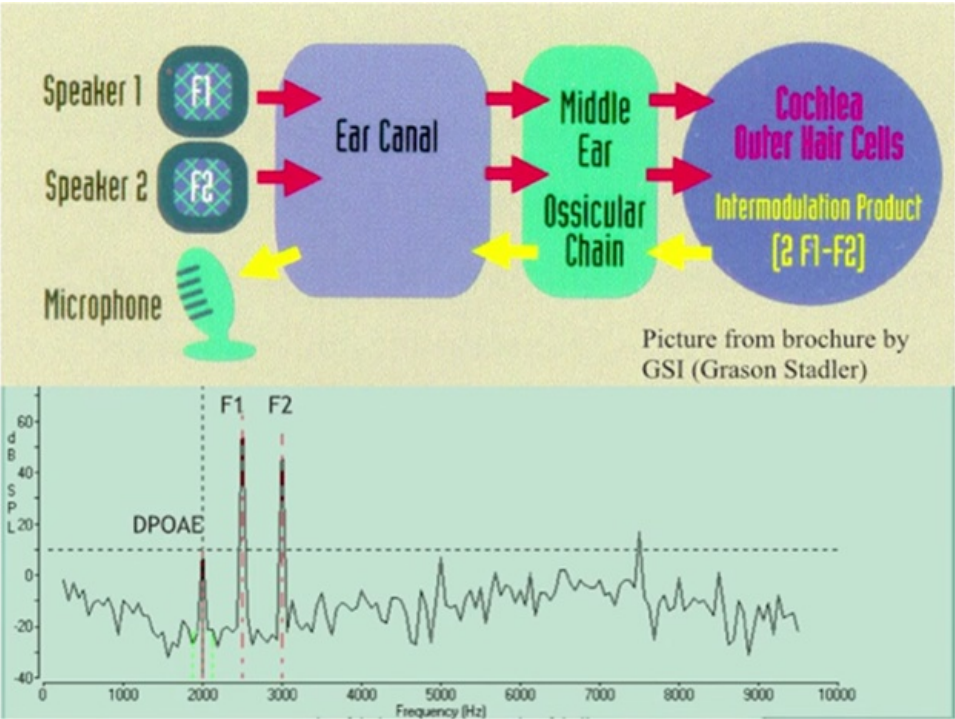 Speaker 1
F1
Speaker 2
F2
Microphone
Ear Canal
Middle
Ear
Ossicular
Chain
Cochlea
Outer Hair Cells
Intermodulation Product
(2 F1-F2)
Picture from brochure by
GSI (Grason Stadler)
F1 F2
DPOAE
dB SPL
60
40
20
0
-20
-40
0 1000 2000 3000 4000 5000 6000 7000 8000 9000 10000
Frequency (Hz)